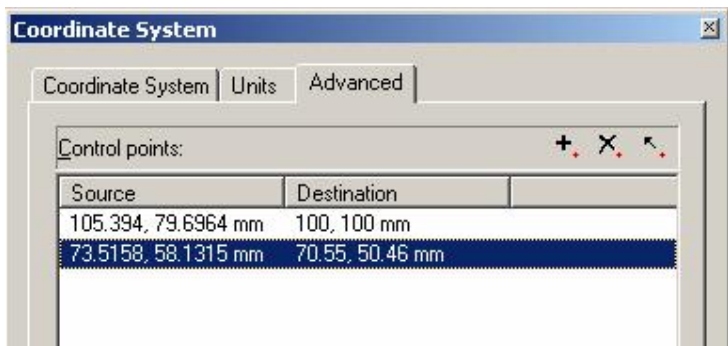 Coordinate System
Coordinate System Units Advanced
Control points:
Source Destination
105.394, 79.6964 mm 100, 100 mm
73.5158, 58.1315 mm 70.55, 50.46 mm